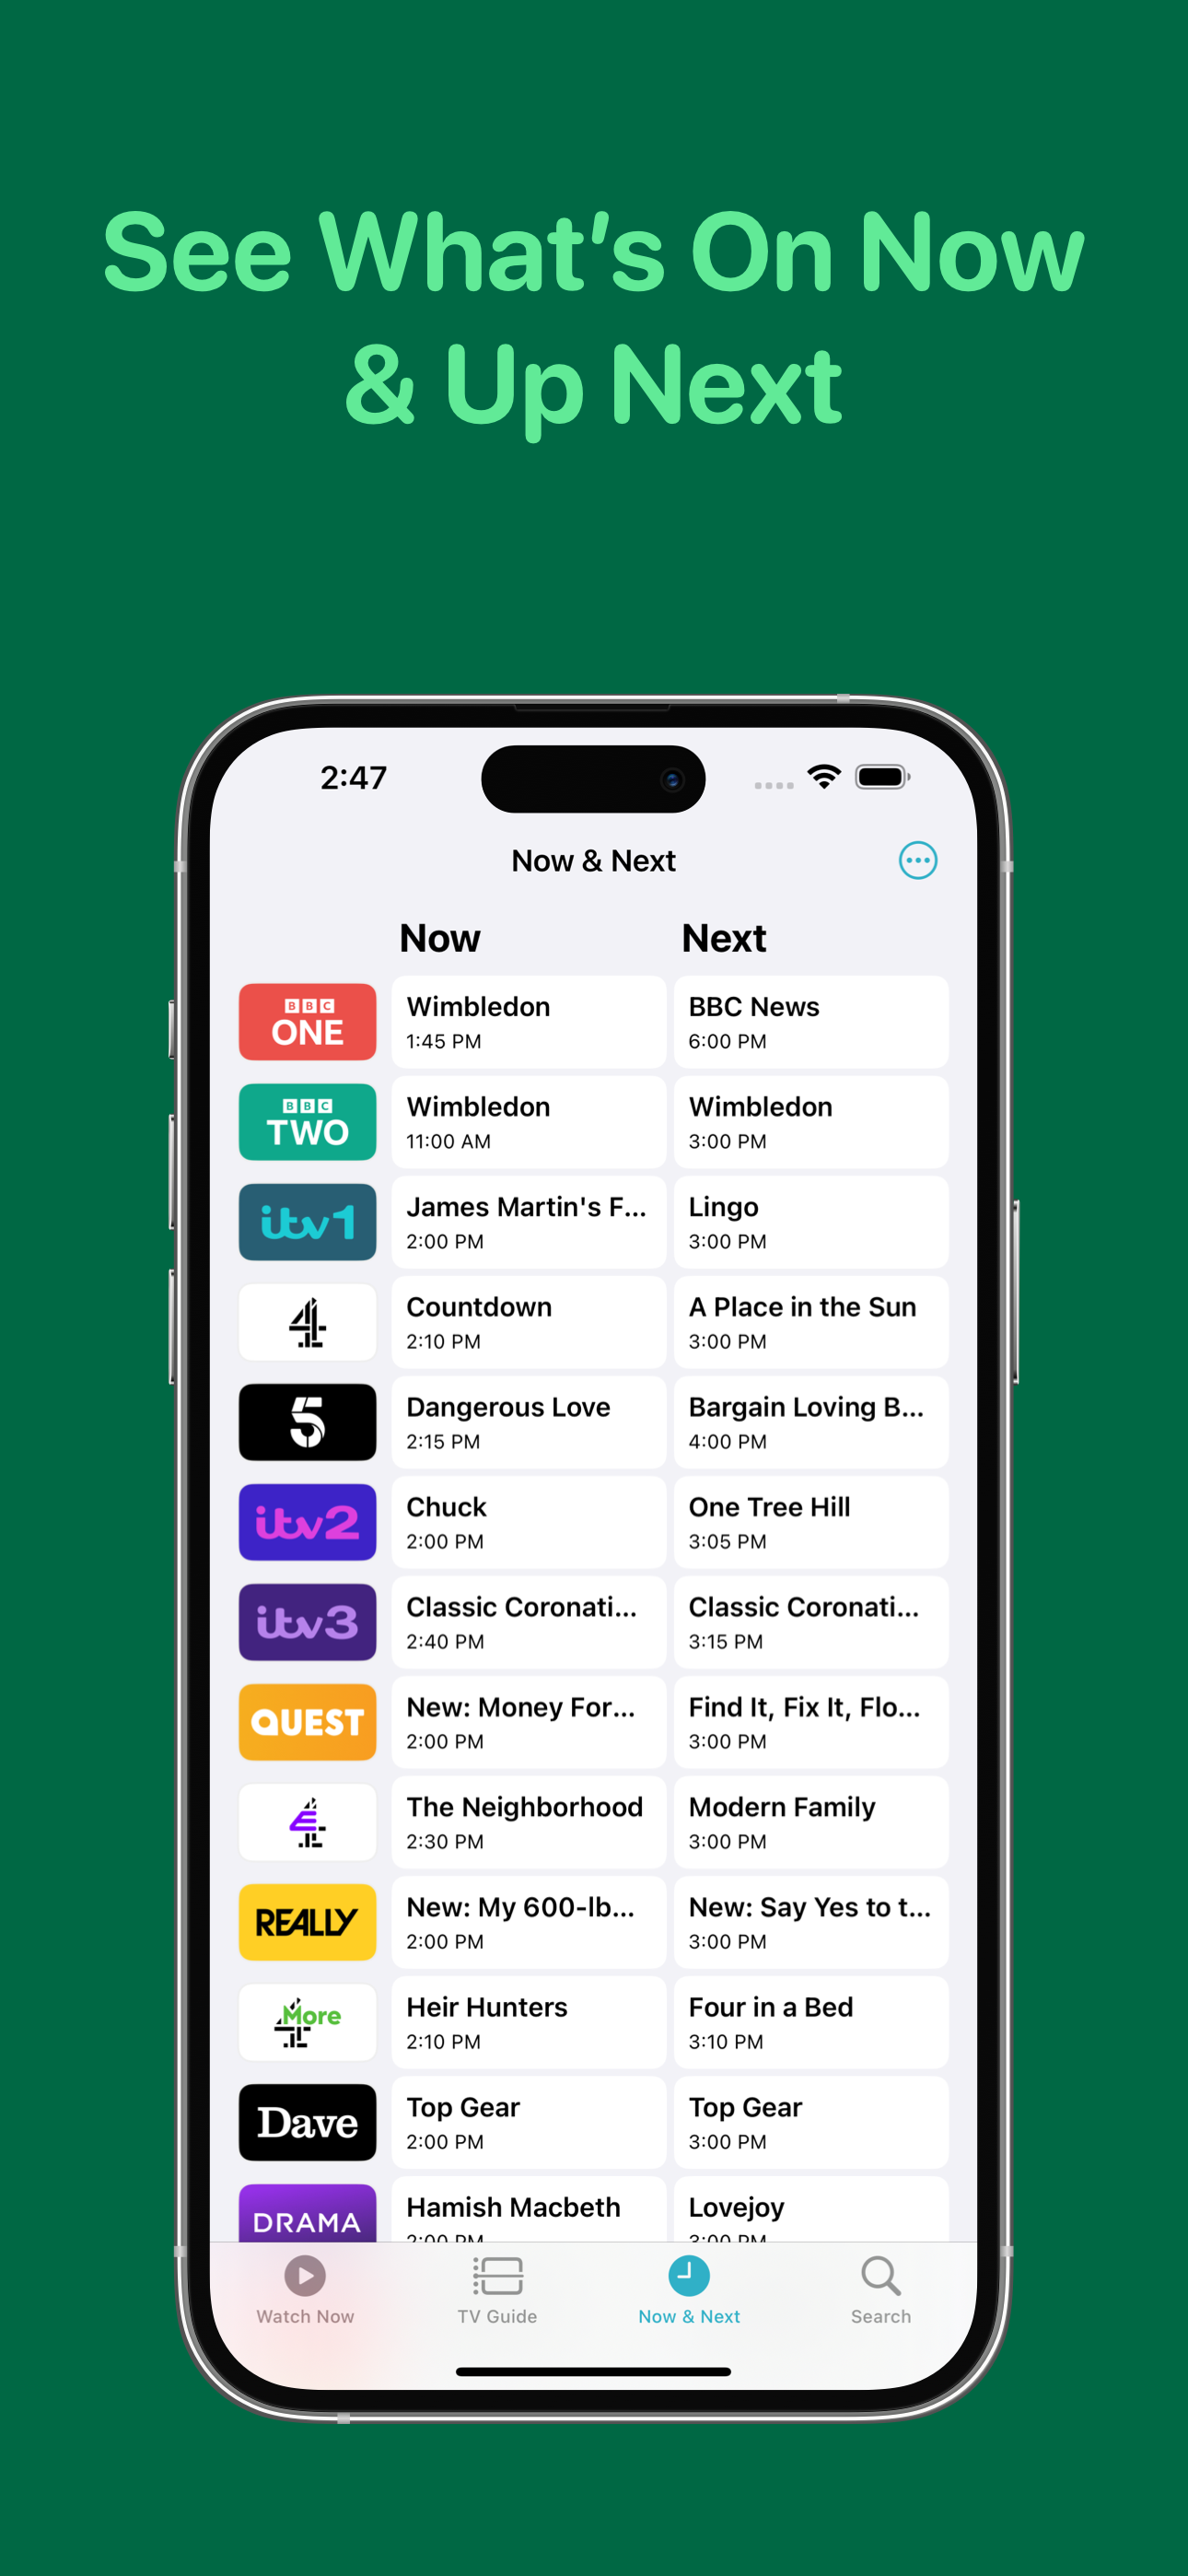 See What's On Now
& Up Next
2:47
Now & Next
Now Next
BBC ONE
Wimbledon
1:45 PM
BBC News
6:00 PM
BBC TWO
Wimbledon
11:00 AM
Wimbledon
3:00 PM
itv1
James Martin's F...
2:00 PM
Lingo
3:00 PM
4
Countdown
2:10 PM
A Place in the Sun
3:00 PM
5
Dangerous Love
2:15 PM
Bargain Loving B...
4:00 PM
itv2
Chuck
2:00 PM
One Tree Hill
3:05 PM
itv3
Classic Coronati...
2:40 PM
Classic Coronati...
3:15 PM
QUEST
New: Money For...
2:00 PM
Find It, Fix It, Flo...
3:00 PM
E4
The Neighborhood
2:30 PM
Modern Family
3:00 PM
REALLY
New: My 600-lb...
2:00 PM
New: Say Yes to t...
3:00 PM
More 4
Heir Hunters
2:10 PM
Four in a Bed
3:10 PM
Dave
Top Gear
2:00 PM
Top Gear
3:00 PM
DRAMA
Hamish Macbeth
2:00 PM
Lovejoy
3:00 PM
Watch Now
TV Guide
Now & Next
Search